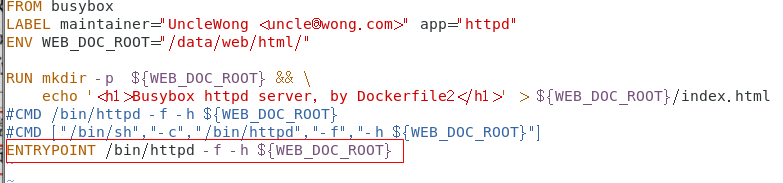 FROM busybox
LABEL maintainer="UncleWong <uncle@wong.com>" app="httpd"
ENV WEB_DOC_ROOT="/data/web/html/"
RUN mkdir -p  ${WEB_DOC_ROOT} && \
    echo '<h1>Busybox httpd server, by Dockerfile2</h1>' > ${WEB_DOC_ROOT}/index.html
#CMD /bin/httpd -f -h ${WEB_DOC_ROOT}
#CMD ["/bin/sh","-c","/bin/httpd","-f","-h ${WEB_DOC_ROOT}"]
ENTRYPOINT /bin/httpd -f -h ${WEB_DOC_ROOT}
~